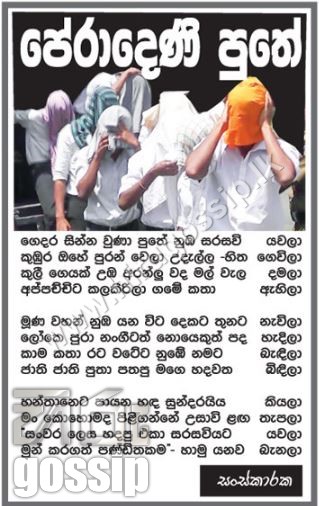 පේරාදෙණි පුතේ
ගෙදර සින්න වුණා පුතේ නුඹ සරසවි යවලා
කුඹුර ඔහේ පුරන් වෙලා උදැල්ල -හිත ගෙවිලා
කුලී ගෙයක් උඹ අරගනු වද මල් වැල දමලා
අප්පච්චිට කලකිරිලා ගමේ කතා ඇහිලා
මූණ වහන් නුඹ යන විට දෙකට තුනට නැවිලා
ලෝකෙ පුරා නංගිටත් නොයෙකුත් පද හැදිලා
කාම කතා රට වටේට නුඹේ නමට බැඳිලා
ජාති ජාති පුතා පතපු මගෙ හදවත බිඳිලා
හන්තානෙට පායන හඳ සුන්දරයිය කියලා
මං කොහොමද පිළිගන්නේ උසාවි ළඟ තැපලා
සංවර ලෙය හදපු එකා සරසවියට යවලා
මුන් කරගත් පණ්ඩිතකම"- හාමු යනව බැනලා
සංස්කාරක
gossip